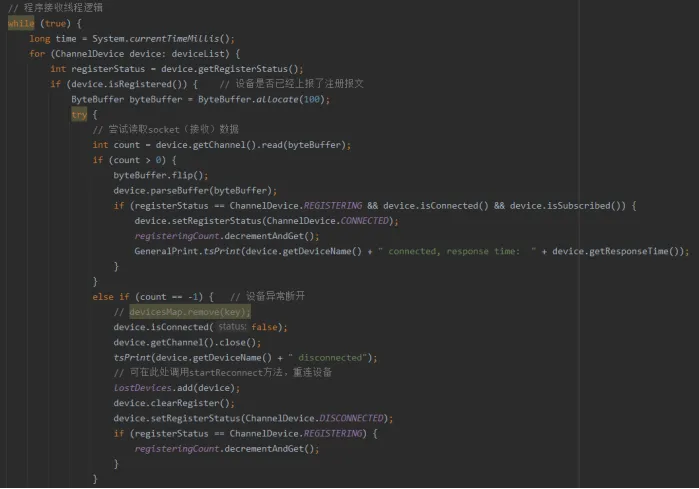 // 程序接收线程逻辑
while (true) {
long time = System.currentTimeMillis();
for (ChannelDevice device: deviceList) {
int registerStatus = device.getRegisterStatus();
if (device.isRegistered()) { // 设备是否已经上报了注册报文
ByteBuffer byteBuffer = ByteBuffer.allocate(100);
try {
// 尝试读取socket（接收）数据
int count = device.getChannel().read(byteBuffer);
if (count > 0) {
byteBuffer.flip();
device.parseBuffer(byteBuffer);
if (registerStatus == ChannelDevice.REGISTERING && device.isConnected() && device.isSubscribed()) {
device.setRegisterStatus(ChannelDevice.CONNECTED);
registeringCount.decrementAndGet();
GeneralPrint.tsPrint(device.getDeviceName() + " connected, response time:  " + device.getResponseTime());
}
}
else if (count == -1) { // 设备异常断开
// devicesMap.remove(key);
device.isConnected( status: false);
device.getChannel().close();
tsPrint(device.getDeviceName() + " disconnected");
// 可在此处调用startReconnect方法，重连设备
lostDevices.add(device);
device.clearRegister();
device.setRegisterStatus(ChannelDevice.DISCONNECTED);
if (registerStatus == ChannelDevice.REGISTERING) {
registeringCount.decrementAndGet();
}
}